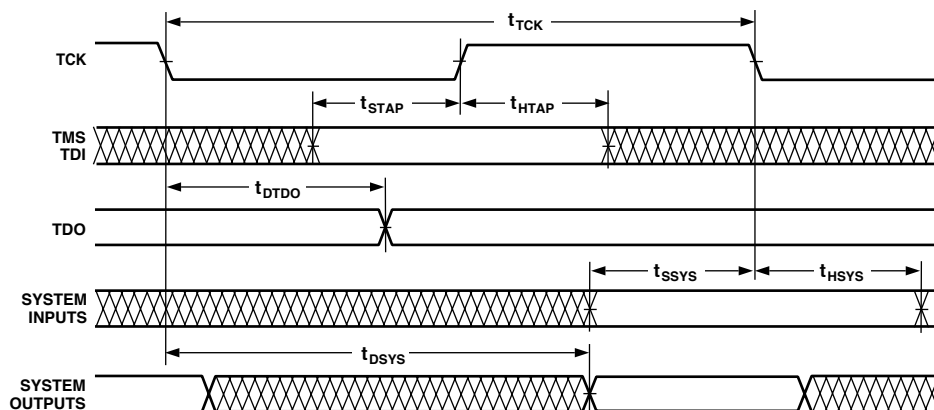 tTCK
TCK
tSTAP
tHTAP
TMS
TDI
tDTDO
TDO
tSSYS
tHSYS
SYSTEM
INPUTS
tDSYS
SYSTEM
OUTPUTS